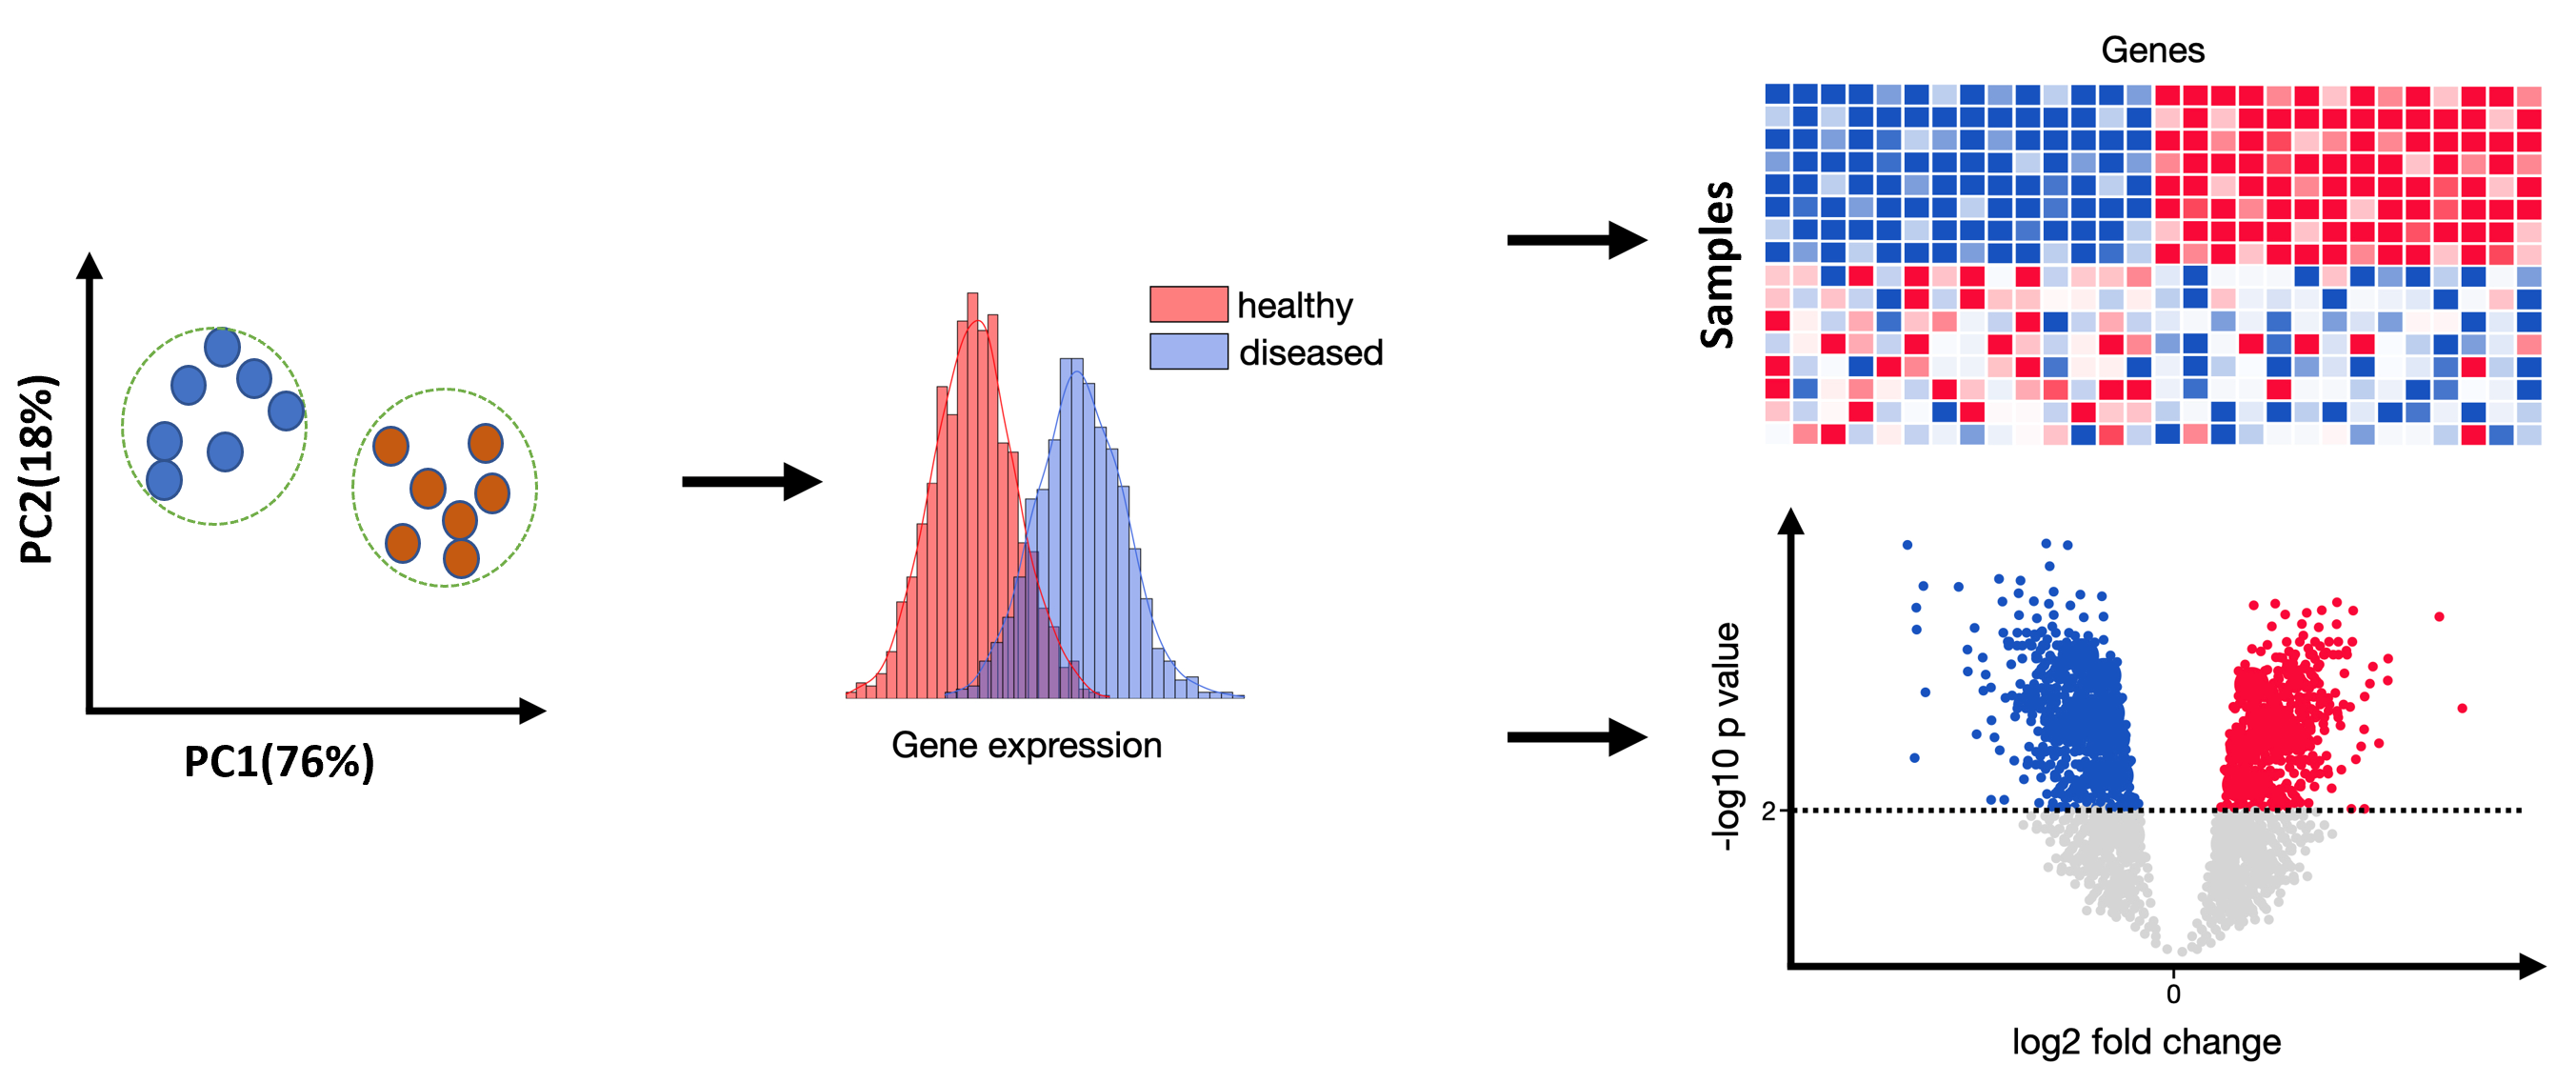 PC2(18%)
PC1(76%)
healthy
diseased
Gene expression
Genes
Samples
-log10 p value
2
0
log2 fold change